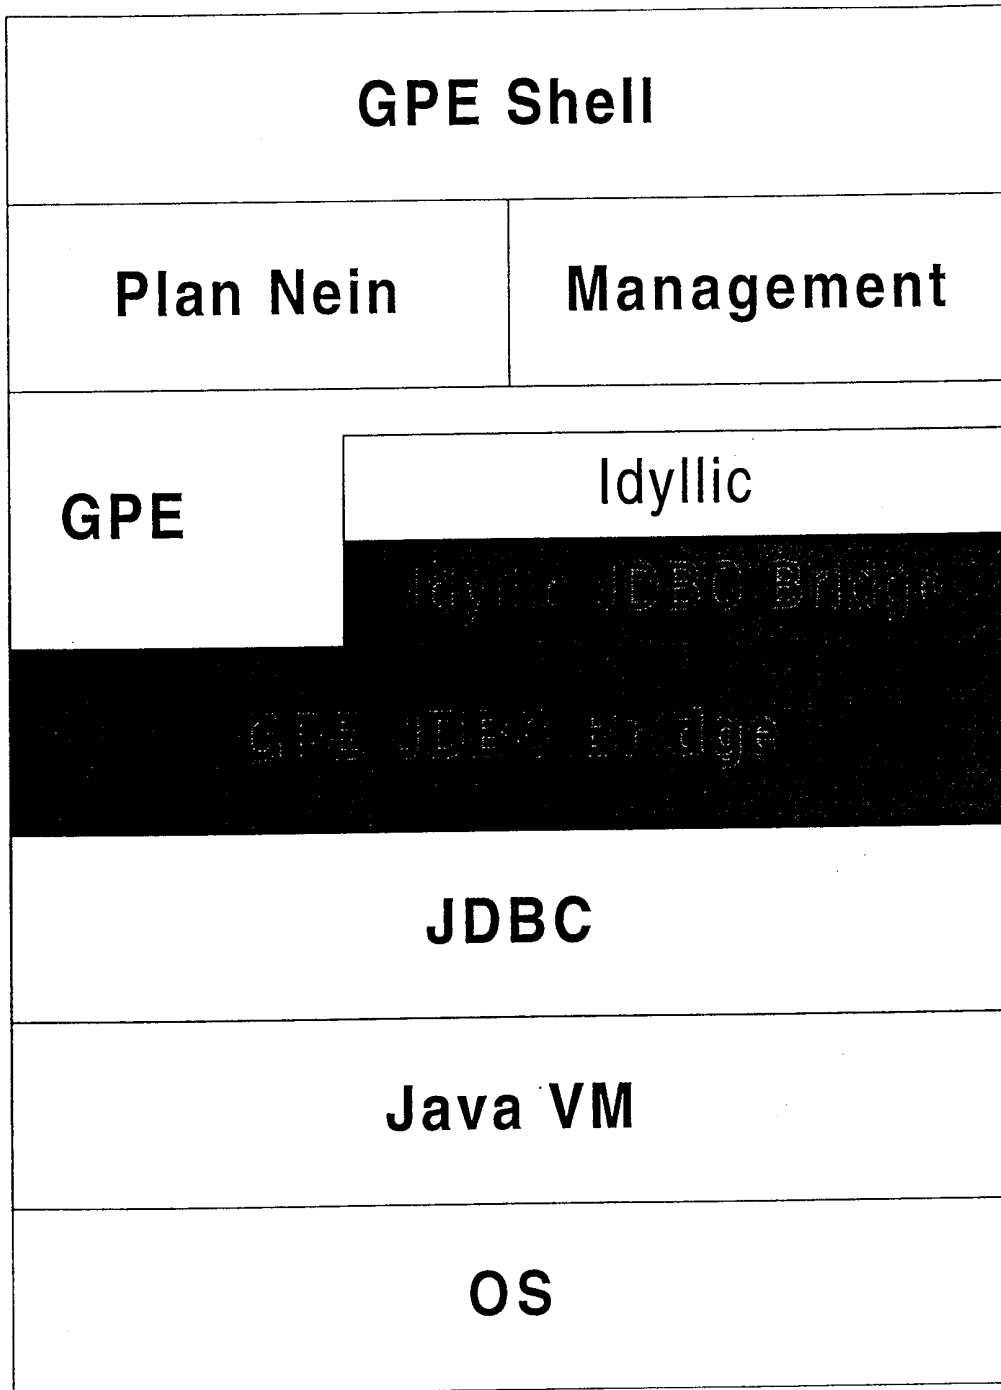 GPE Shell
Plan Nein
Management
GPE
Idyllic
Idyllic JDBC Bridge
GPE JDBC Bridge
JDBC
Java VM
OS